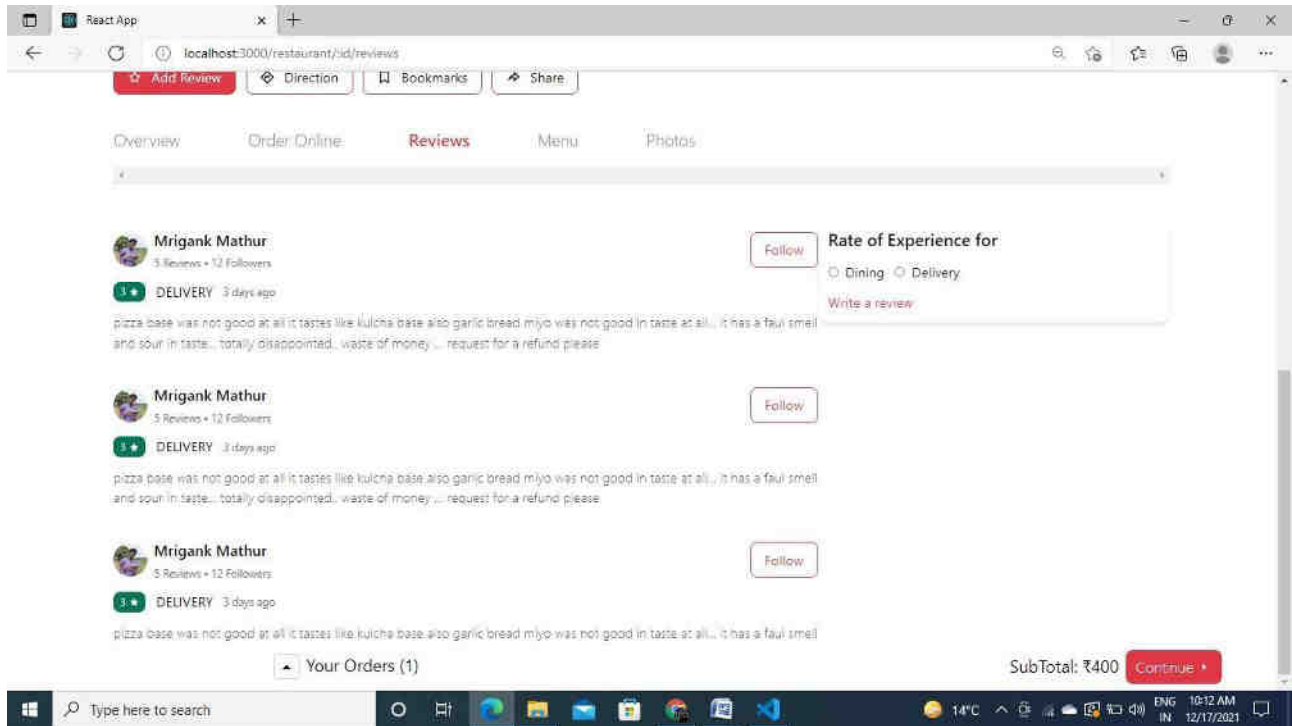 React App
localhost:3000/restaurant/:id/reviews
Add Review Direction Bookmarks Share
Overview Order Online Reviews Menu Photos
Mrigank Mathur
5 Reviews • 12 Followers
Follow
3 ★ DELIVERY 3 days ago
pizza base was not good at all it tastes like kulcha base also garlic bread miyo was not good in taste at all... it has a faul smell
and sour in taste... totally disappointed.. waste of money ... request for a refund please
Rate of Experience for
Dining Delivery
Write a review
Mrigank Mathur
5 Reviews • 12 Followers
Follow
3 ★ DELIVERY 3 days ago
pizza base was not good at all it tastes like kulcha base also garlic bread miyo was not good in taste at all... it has a faul smell
and sour in taste... totally disappointed.. waste of money ... request for a refund please
Mrigank Mathur
5 Reviews • 12 Followers
Follow
3 ★ DELIVERY 3 days ago
pizza base was not good at all it tastes like kulcha base also garlic bread miyo was not good in taste at all... it has a faul smell
Your Orders (1) SubTotal: ₹400 Continue
Type here to search 14°C ENG 10:12 AM
IN 12/17/2021